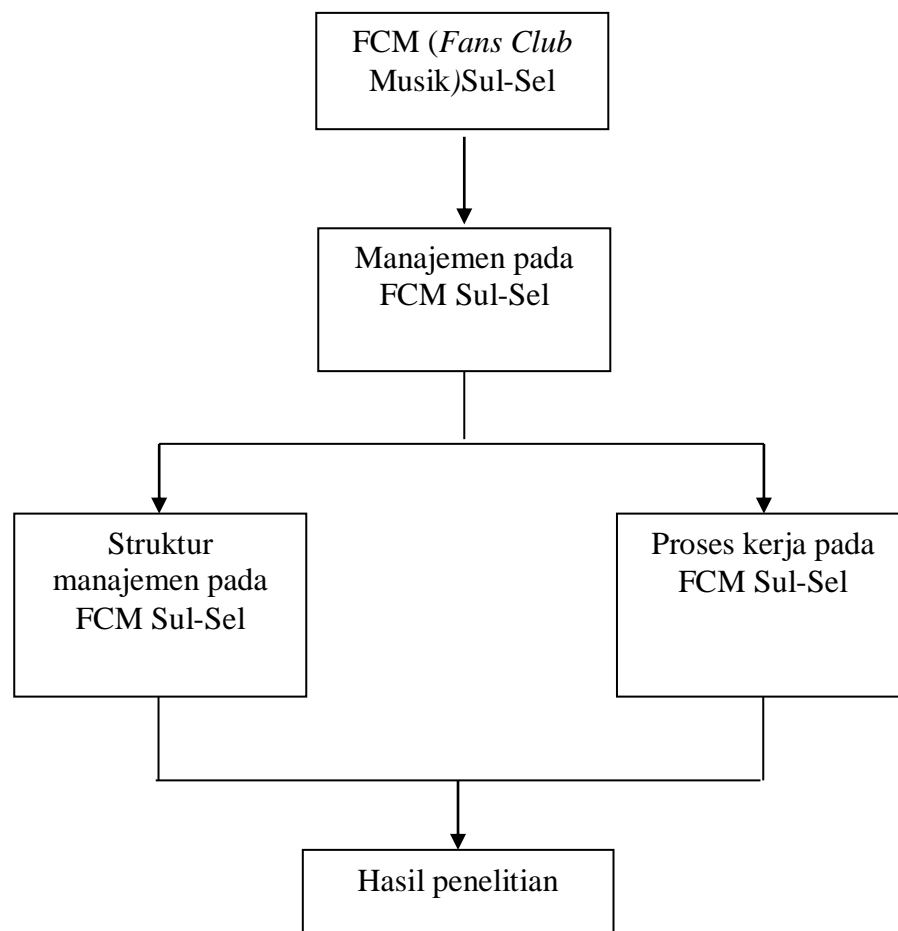 FCM (Fans Club
Musik)Sul-Sel
Manajemen pada
FCM Sul-Sel
Struktur
manajemen pada
FCM Sul-Sel
Proses kerja pada
FCM Sul-Sel
Hasil penelitian